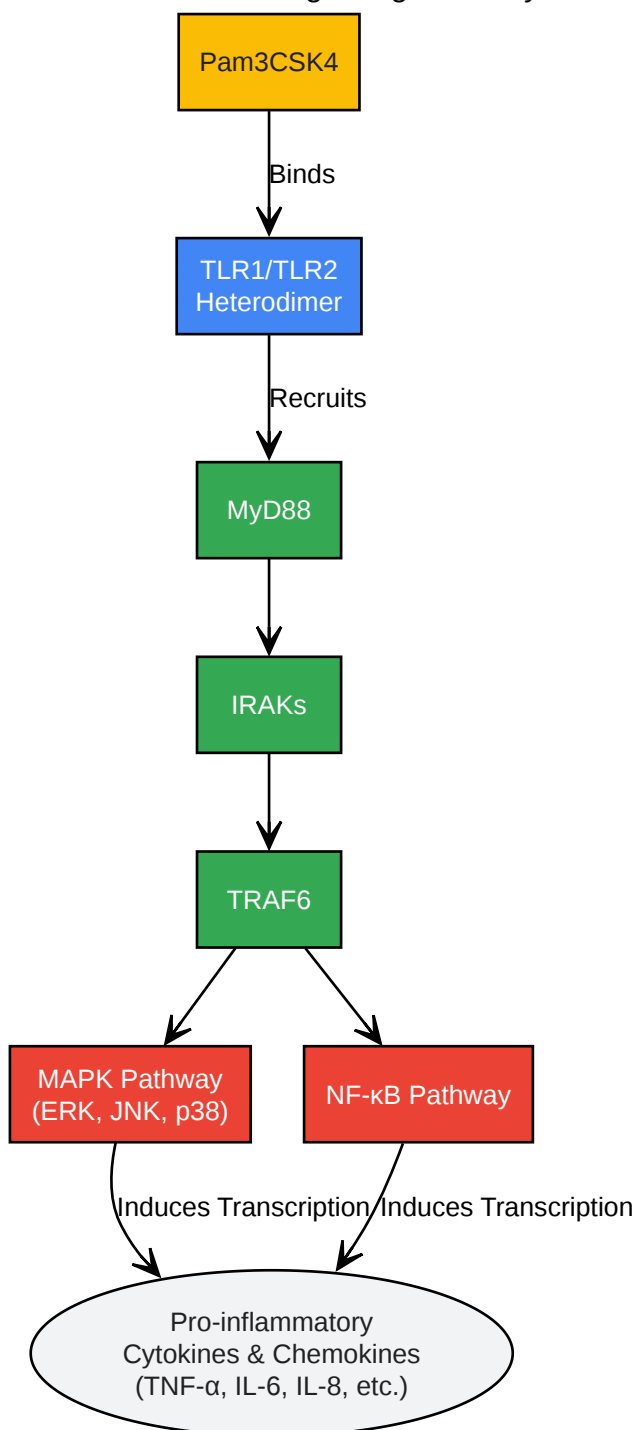 Pam3CSK4
Binds
TLR1/TLR2
Heterodimer
Recruits
MyD88
IRAKs
TRAF6
MAPK Pathway
(ERK, JNK, p38)
NF-κB Pathway
Induces Transcription
Induces Transcription
Pro-inflammatory
Cytokines & Chemokines
(TNF-α, IL-6, IL-8, etc.)